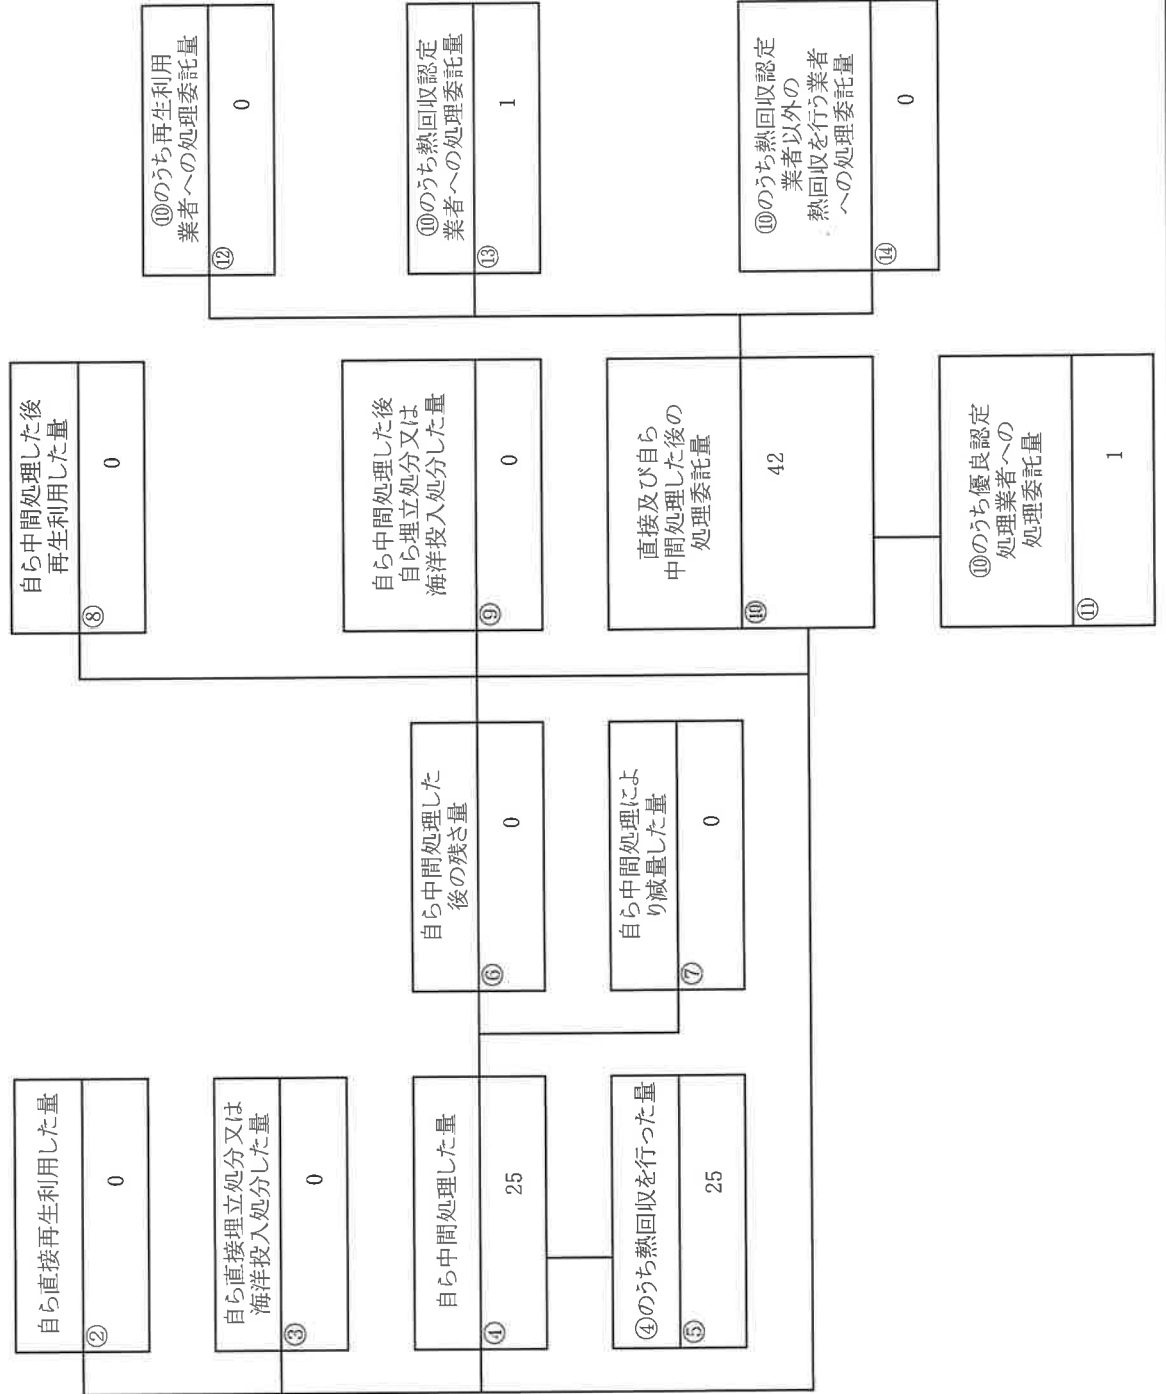 自ら直接再生利用した量
②
0
自ら直接埋立処分又は
海洋投入処分した量
③
0
自ら中間処理した量
④
25
④のうち熱回収を行った量
⑤
25
自ら中間処理した
後の残さ量
⑥
0
自ら中間処理によ
り減量した量
⑦
0
自ら中間処理した後
再生利用した量
⑧
0
自ら中間処理した後
自ら埋立処分又は
海洋投入処分した量
⑨
0
直接及び自ら
中間処理した後の
処理委託量
⑩
42
⑩のうち優良認定
処理業者への
処理委託量
⑪
1
⑩のうち再生利用
業者への処理委託量
⑫
0
⑩のうち熱回収認定
業者への処理委託量
⑬
1
⑩のうち熱回収認定
業者以外の
熱回収を行う業者
への処理委託量
⑭
0